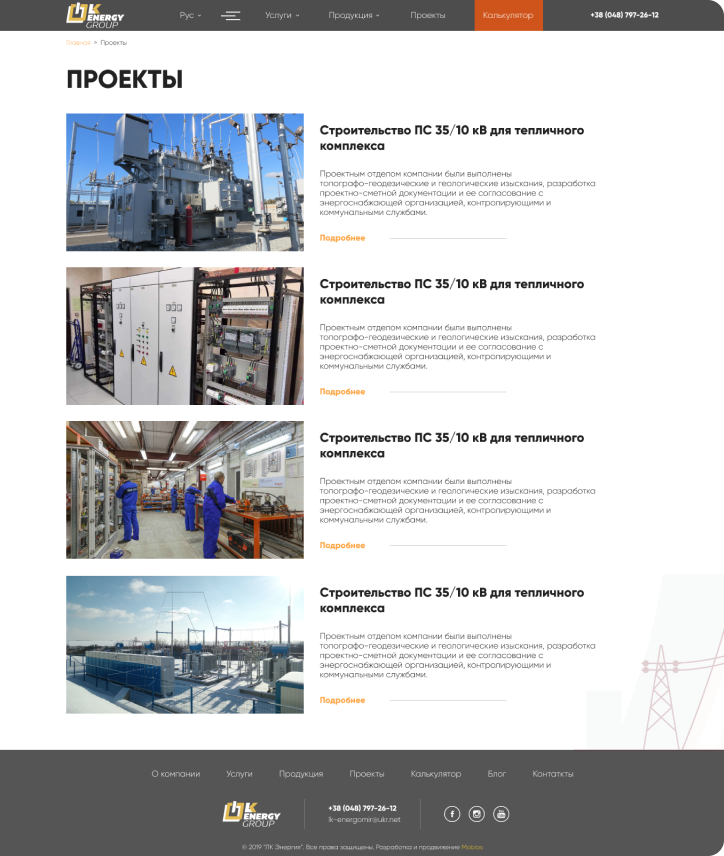 LK
ENERGY
GROUP
Рус
Услуги
Продукция
Проекты
Калькулятор
+38 (048) 797-26-12
Главная > Проекты
ПРОЕКТЫ
Строительство ПС 35/10 кВ для тепличного
комплекса
Проектным отделом компании были выполнены
топографо-геодезические и геологические изыскания, разработка
проектно-сметной документации и ее согласование с
энергоснабжающей организацией, контролирующими и
коммунальными службами.
Подробнее
Строительство ПС 35/10 кВ для тепличного
комплекса
Проектным отделом компании были выполнены
топографо-геодезические и геологические изыскания, разработка
проектно-сметной документации и ее согласование с
энергоснабжающей организацией, контролирующими и
коммунальными службами.
Подробнее
Строительство ПС 35/10 кВ для тепличного
комплекса
Проектным отделом компании были выполнены
топографо-геодезические и геологические изыскания, разработка
проектно-сметной документации и ее согласование с
энергоснабжающей организацией, контролирующими и
коммунальными службами.
Подробнее
Строительство ПС 35/10 кВ для тепличного
комплекса
Проектным отделом компании были выполнены
топографо-геодезические и геологические изыскания, разработка
проектно-сметной документации и ее согласование с
энергоснабжающей организацией, контролирующими и
коммунальными службами.
Подробнее
О компании
Услуги
Продукция
Проекты
Калькулятор
Блог
Контакткы
LK
ENERGY
GROUP
+38 (048) 797-26-12
lk-energomir@ukr.net
© 2019 "ЛК Энергия". Все права защищены. Разработка и продвижение Mabros